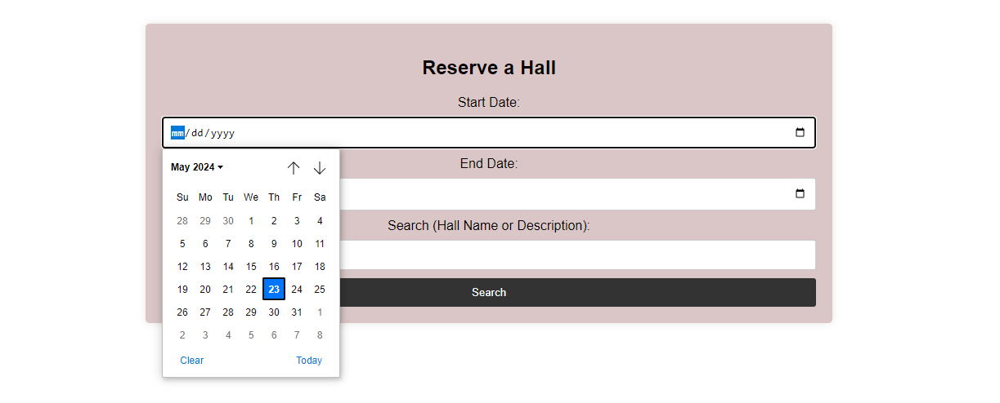 Reserve a Hall
Start Date:
mm/dd/yyyy
May 2024
Su Mo Tu We Th Fr Sa
28 29 30 1 2 3 4
5 6 7 8 9 10 11
12 13 14 15 16 17 18
19 20 21 22 23 24 25
26 27 28 29 30 31 1
2 3 4 5 6 7 8
Clear Today
End Date:
Search (Hall Name or Description):
Search